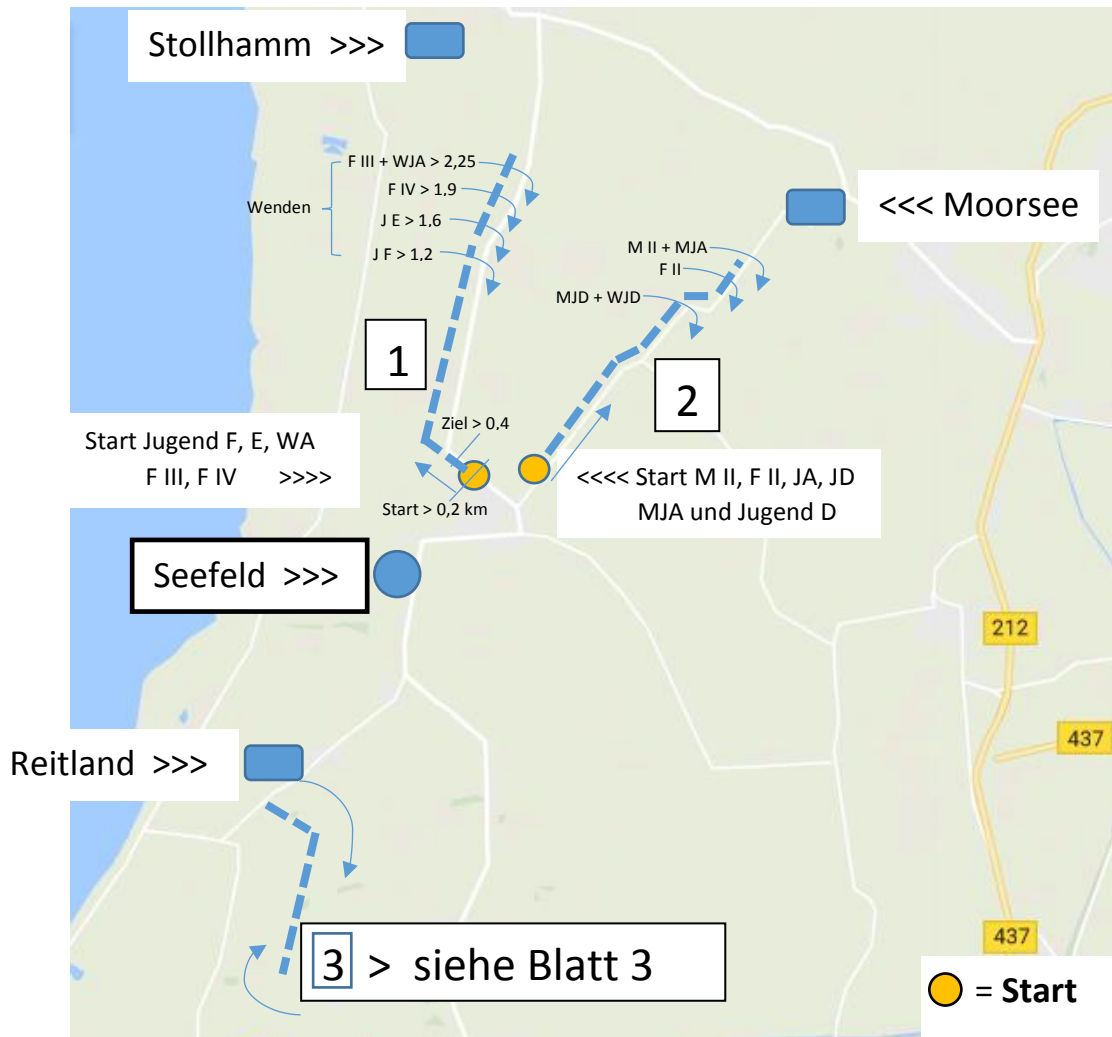 Stollhamm >>>
F III + WJA > 2,25
F IV > 1,9
Wenden
J E > 1,6
J F > 1,2
<<< Moorsee
M II + MJA
F II
MJD + WJD
1
2
Ziel > 0,4
Start Jugend F, E, WA
F III, F IV >>>>
Start > 0,2 km
<<<< Start M II, F II, JA, JD
MJA und Jugend D
Seefeld >>>
212
437
Reitland >>>
437
3 > siehe Blatt 3
= Start